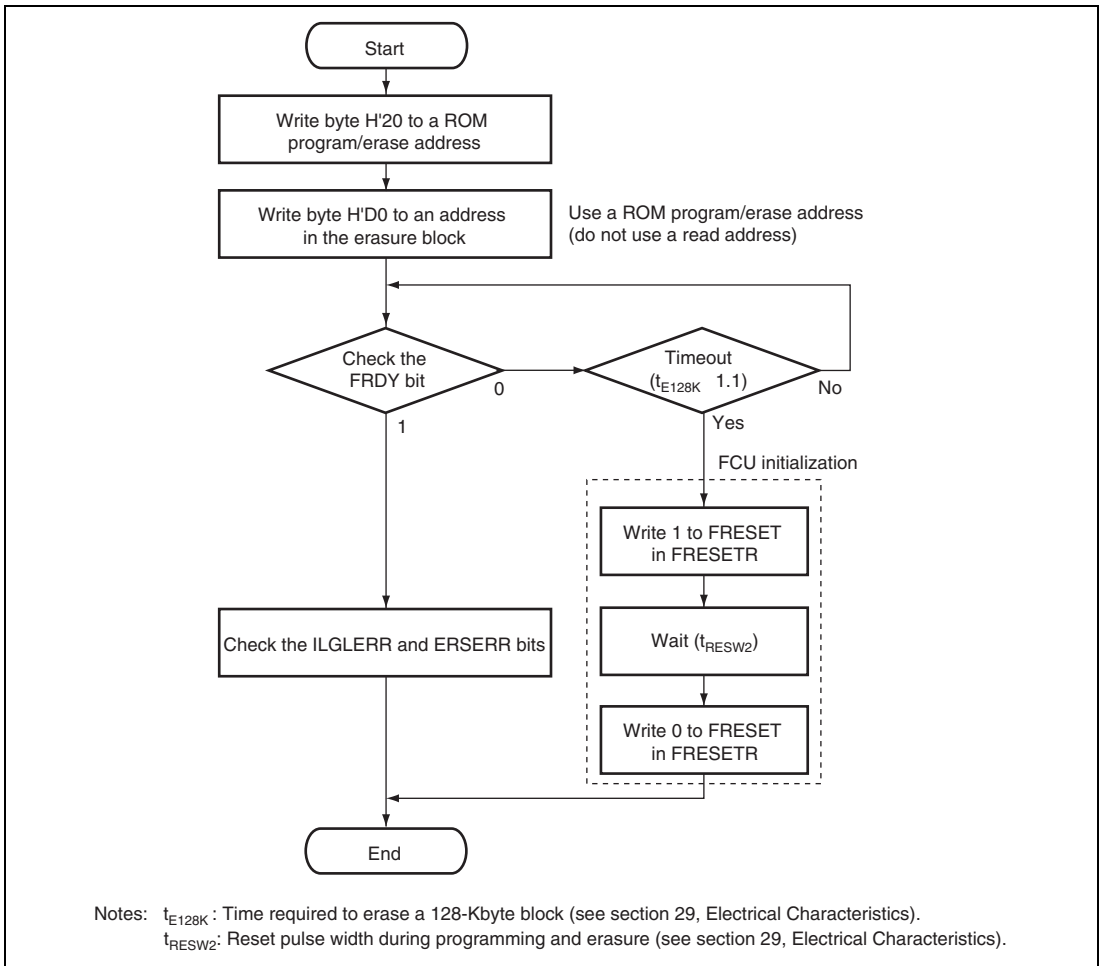 Start
Write byte H'20 to a ROM
program/erase address
Write byte H'D0 to an address
in the erasure block
Use a ROM program/erase address
(do not use a read address)
Check the
FRDY bit
0
1
Timeout
(tE128K 1.1)
No
Yes
FCU initialization
Write 1 to FRESET
in FRESETR
Check the ILGLERR and ERSERR bits
Wait (tRESW2)
Write 0 to FRESET
in FRESETR
End
Notes: tE128K : Time required to erase a 128-Kbyte block (see section 29, Electrical Characteristics).
tRESW2: Reset pulse width during programming and erasure (see section 29, Electrical Characteristics).